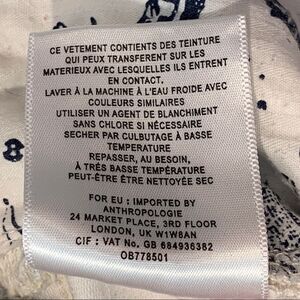 CE VETEMENT CONTIENTS DES TEINTURE
QUI PEUX TRANSFERENT SUR LES
MATERIEUX AVEC LESQUELLES ILS ENTRENT
EN CONTACT.
LAVER À LA MACHINE À L'EAU FROIDE AVEC
COULEURS SIMILAIRES
UTILISER UN AGENT DE BLANCHIMENT
SANS CHLORE SI NÉCESSAIRE
SECHER PAR CULBUTAGE À BASSE
TEMPERATURE
REPASSER, AU BESOIN,
À TRÈS BASSE TEMPÉRATURE
PEUT-ÊTRE ÊTRE NETTOYÉE SEC
FOR EU : IMPORTED BY
ANTHROPOLOGIE
24 MARKET PLACE, 3RD FLOOR
LONDON, UK W1W8AN
CIF : VAT No. GB 684936382
OB778501